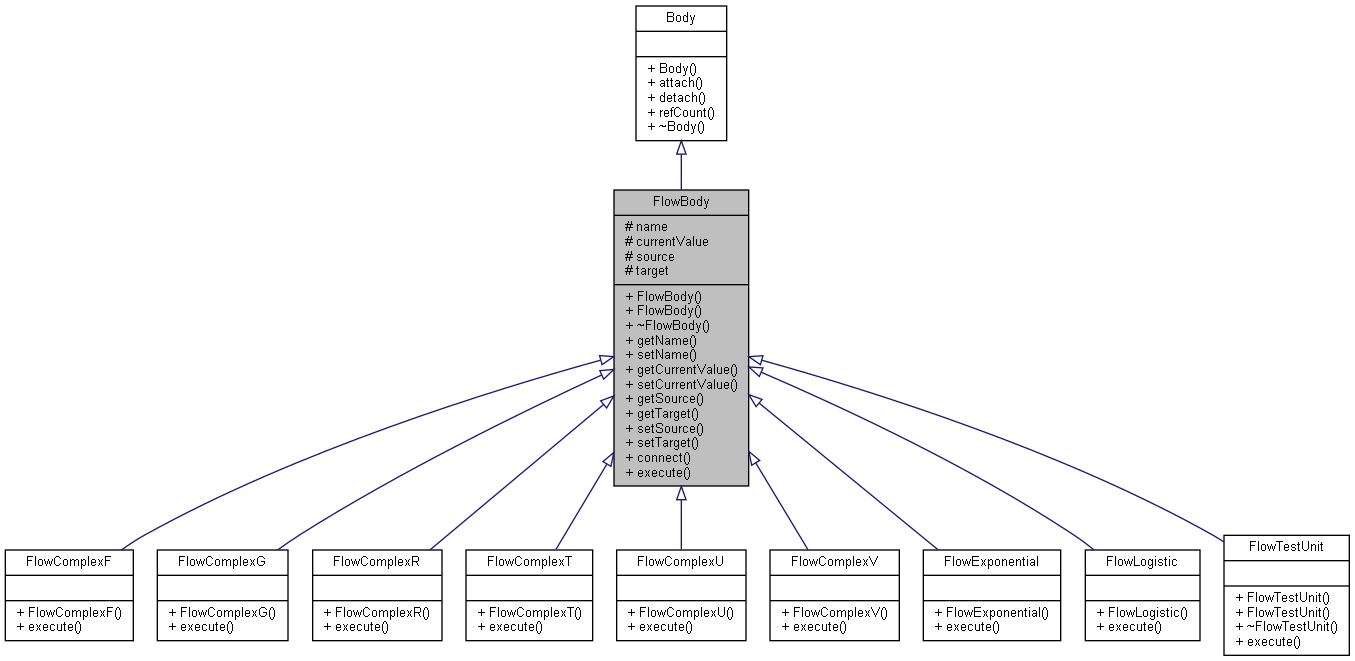 Body
+ Body()
+ attach()
+ detach()
+ refCount()
+ ~Body()
FlowBody
# name
# currentValue
# source
# target
+ FlowBody()
+ FlowBody()
+ ~FlowBody()
+ getName()
+ setName()
+ getCurrentValue()
+ setCurrentValue()
+ getSource()
+ getTarget()
+ setSource()
+ setTarget()
+ connect()
+ execute()
FlowComplexF
+ FlowComplexF()
+ execute()
FlowComplexG
+ FlowComplexG()
+ execute()
FlowComplexR
+ FlowComplexR()
+ execute()
FlowComplexT
+ FlowComplexT()
+ execute()
FlowComplexU
+ FlowComplexU()
+ execute()
FlowComplexV
+ FlowComplexV()
+ execute()
FlowExponential
+ FlowExponential()
+ execute()
FlowLogistic
+ FlowLogistic()
+ execute()
FlowTestUnit
+ FlowTestUnit()
+ FlowTestUnit()
+ ~FlowTestUnit()
+ execute()